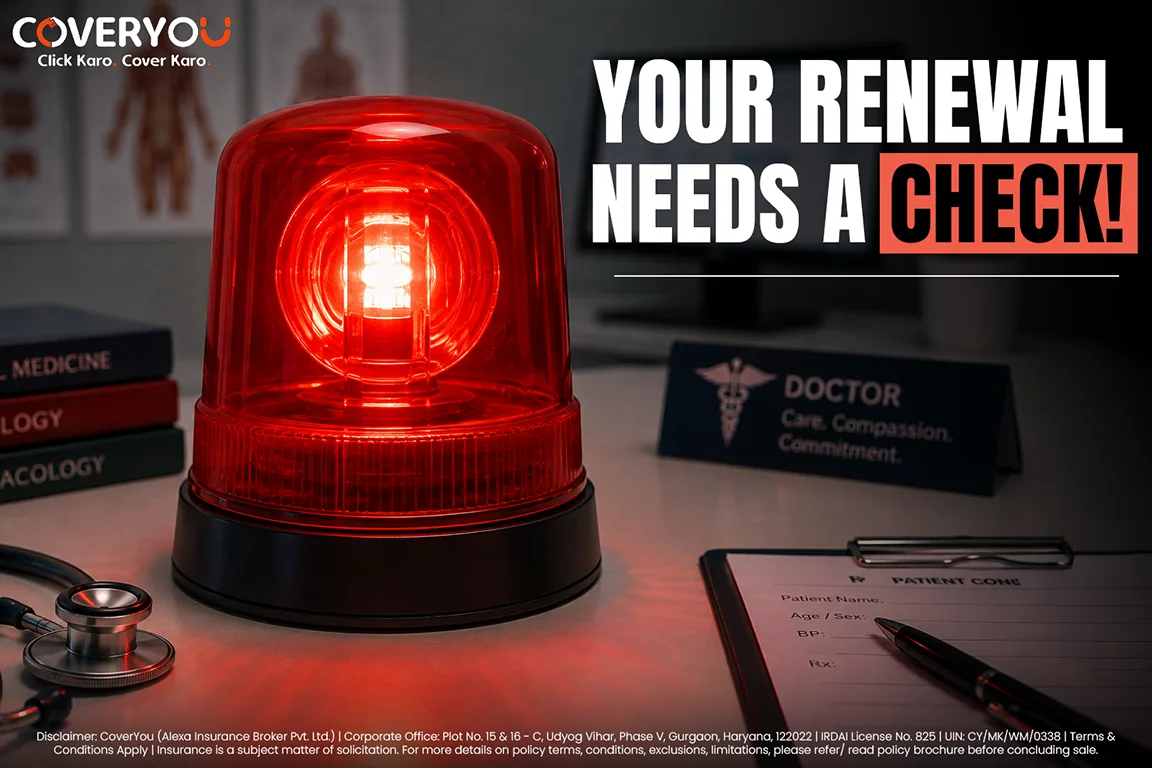 COVERYOU
Click Karo. Cover Karo.
YOUR RENEWAL
NEEDS A CHECK!
MEDICINE
LOGY
ACOLOGY
DOCTOR
Care. Compassion.
Commitment.
PATIENT CONE
Patient Name:
Age / Sex:
BP:
Rx:
Disclaimer: CoverYou (Alexa Insurance Broker Pvt. Ltd.) | Corporate Office: Plot No. 15 & 16 - C, Udyog Vihar, Phase V, Gurgaon, Haryana, 122022 | IRDAI License No. 825 | UIN: CY/MK/WM/0338 | Terms &
Conditions Apply | Insurance is a subject matter of solicitation. For more details on policy terms, conditions, exclusions, limitations, please refer/ read policy brochure before concluding sale.